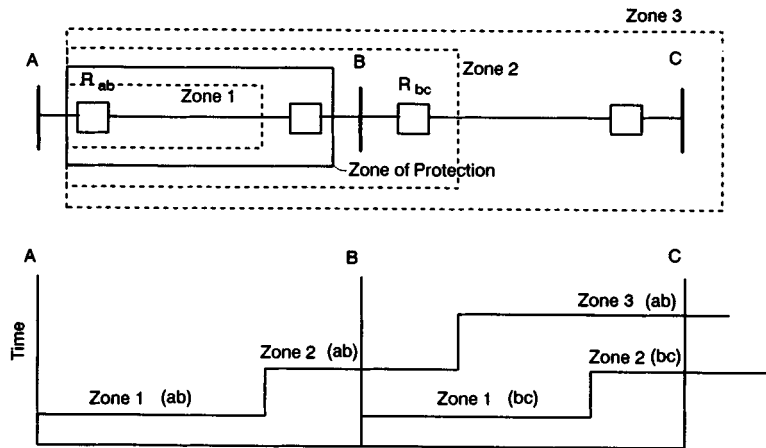 Zone 3
A
B
C
Zone 2
R ab
R bc
Zone 1
Zone of Protection
A
B
C
Time
Zone 3 (ab)
Zone 2 (ab)
Zone 2 (bc)
Zone 1 (ab)
Zone 1 (bc)